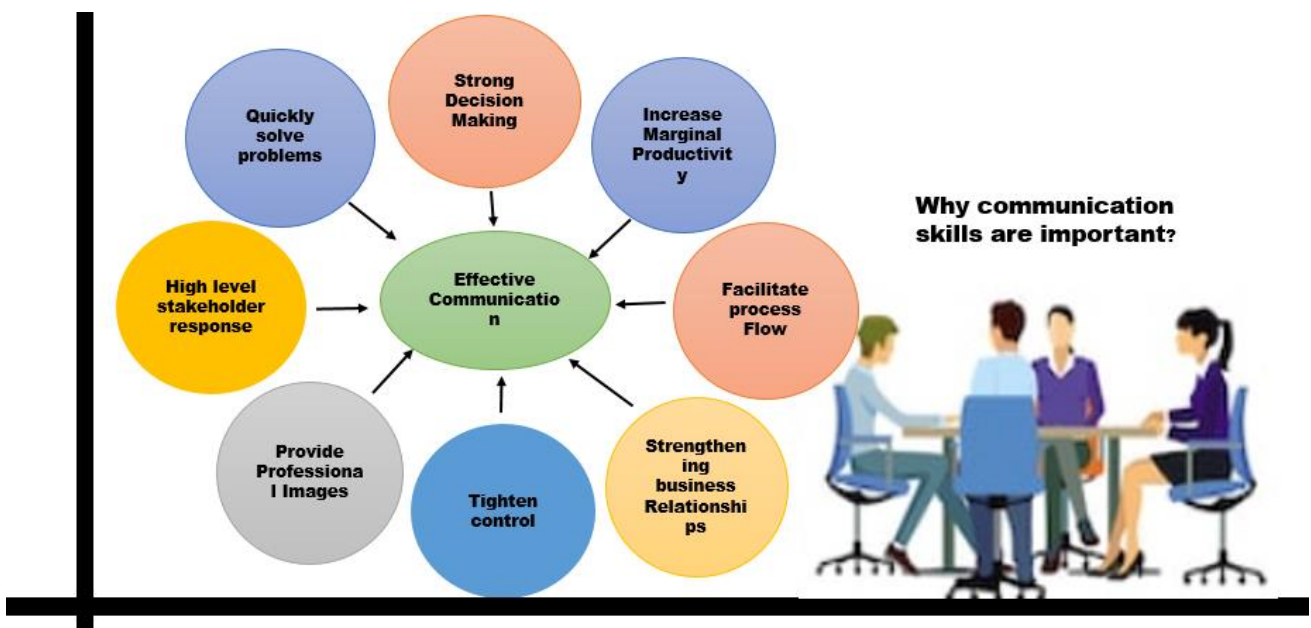 Strong
Decision
Making
Quickly
solve
problems
Increase
Marginal
Productivit
y
Why communication
skills are important?
High level
stakeholder
response
Effective
Communicatio
n
Facilitate
process
Flow
Provide
Professiona
l Images
Tighten
control
Strengthen
ing
business
Relationshi
ps